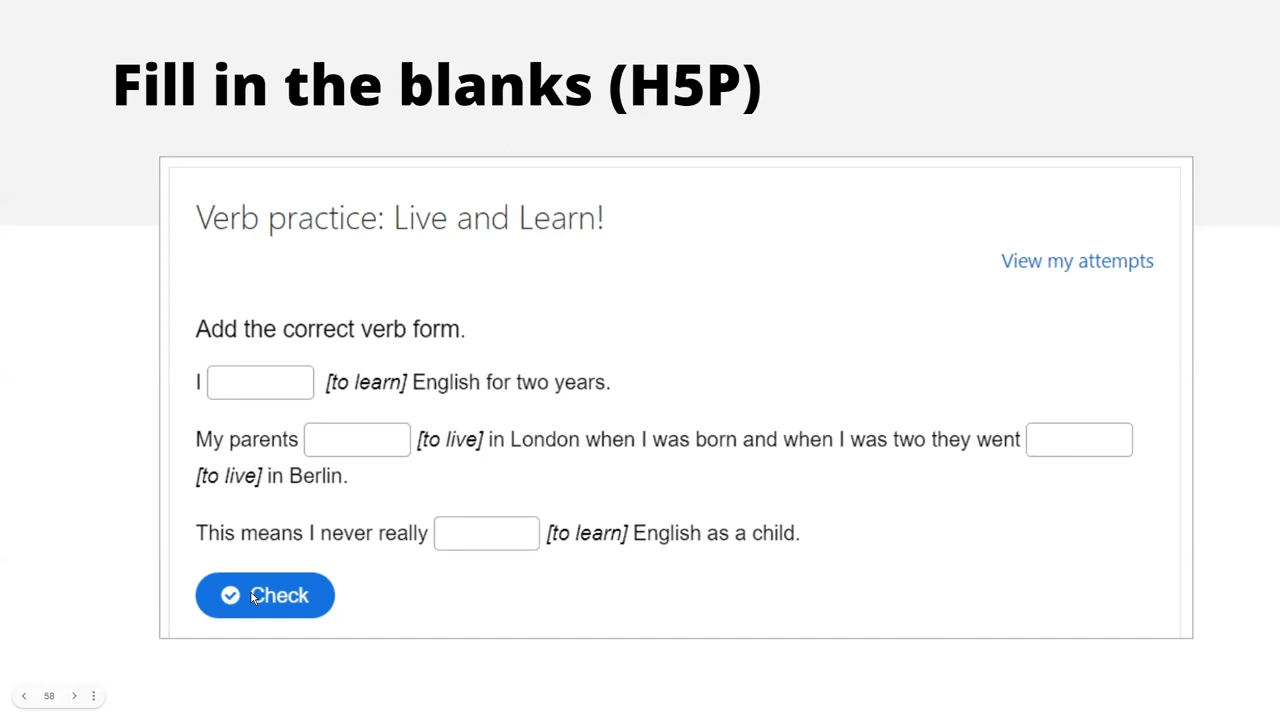 Fill in the blanks (H5P)
Verb practice: Live and Learn!
View my attempts
Add the correct verb form.
I [to learn] English for two years.
My parents [to live] in London when I was born and when I was two they went
[to live] in Berlin.
This means I never really [to learn] English as a child.
Check
58